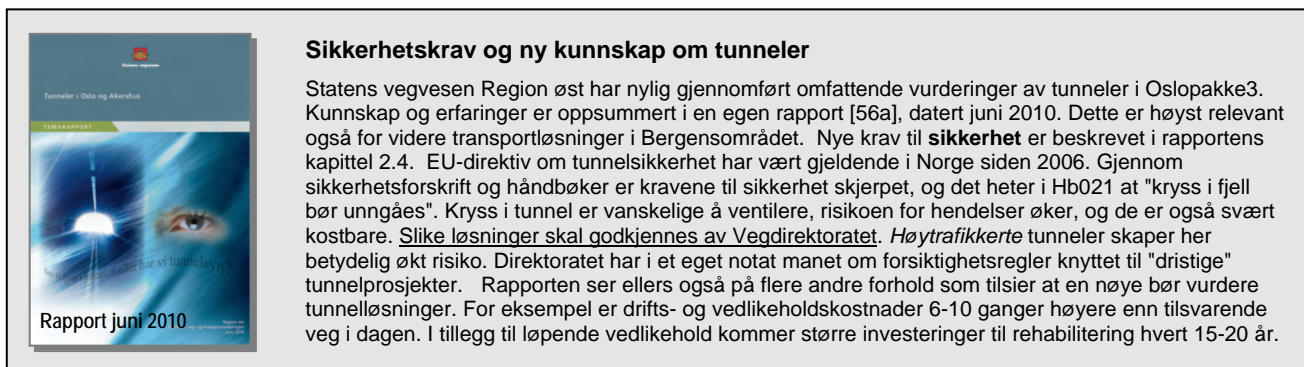 Statens vegvesen
Tunneler i Oslo og Akershus
TEMARAPPORT
eller har vi tunnelsyn?
Rapport juni 2010
Sikkerhetskrav og ny kunnskap om tunneler
Statens vegvesen Region øst har nylig gjennomført omfattende vurderinger av tunneler i Oslopakke3.
Kunnskap og erfaringer er oppsummert i en egen rapport [56a], datert juni 2010. Dette er høyst relevant
også for videre transportløsninger i Bergensområdet.  Nye krav til sikkerhet er beskrevet i rapportens
kapittel 2.4.  EU-direktiv om tunnelsikkerhet har vært gjeldende i Norge siden 2006. Gjennom
sikkerhetsforskrift og håndbøker er kravene til sikkerhet skjerpet, og det heter i Hb021 at "kryss i fjell
bør unngåes". Kryss i tunnel er vanskelige å ventilere, risikoen for hendelser øker, og de er også svært
kostbare. Slike løsninger skal godkjennes av Vegdirektoratet. Høytrafikkerte tunneler skaper her
betydelig økt risiko. Direktoratet har i et eget notat manet om forsiktighetsregler knyttet til "dristige"
tunnelprosjekter.   Rapporten ser ellers også på flere andre forhold som tilsier at en nøye bør vurdere
tunnelløsninger. For eksempel er drifts- og vedlikeholdskostnader 6-10 ganger høyere enn tilsvarende
veg i dagen. I tillegg til løpende vedlikehold kommer større investeringer til rehabilitering hvert 15-20 år.